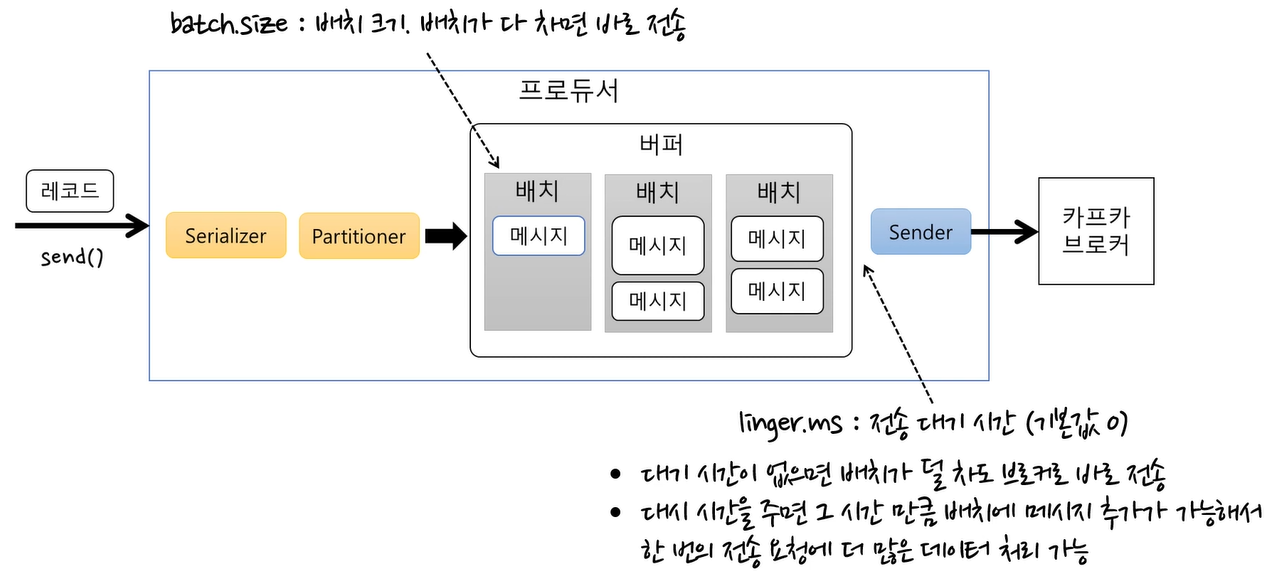 batch.size : 배치 크기. 배치가 다 차면 바로 전송
프로듀서
버퍼
레코드
send()
Serializer
Partitioner
배치
메시지
배치
메시지
메시지
배치
메시지
메시지
Sender
카프카
브로커
linger.ms : 전송 대기 시간 (기본값 0)
• 대기 시간이 없으면 배치가 덜 차도 브로커로 바로 전송
• 대시 시간을 주면 그 시간 만큼 배치에 메시지 추가가 가능해서
한 번의 전송 요청에 더 많은 데이터 처리 가능